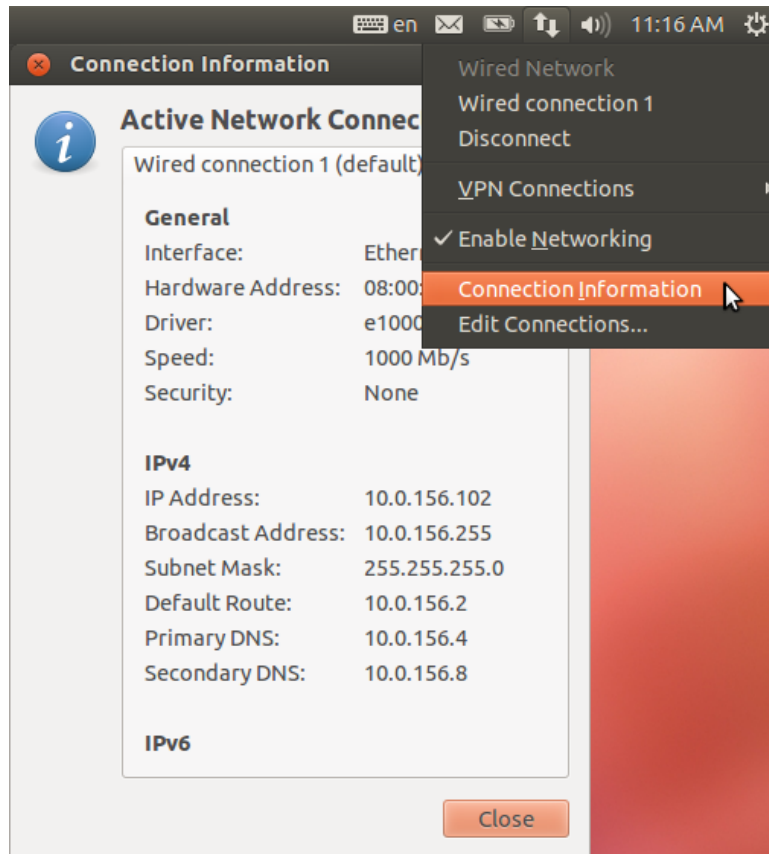 en 11:16 AM
Connection Information
Wired Network
Wired connection 1
Disconnect
VPN Connections
Enable Networking
Connection Information
Edit Connections...
Active Network Connec
Wired connection 1 (default)
General
Interface: Ether
Hardware Address: 08:00:
Driver: e1000
Speed: 1000 Mb/s
Security: None
IPv4
IP Address: 10.0.156.102
Broadcast Address: 10.0.156.255
Subnet Mask: 255.255.255.0
Default Route: 10.0.156.2
Primary DNS: 10.0.156.4
Secondary DNS: 10.0.156.8
IPv6
Close